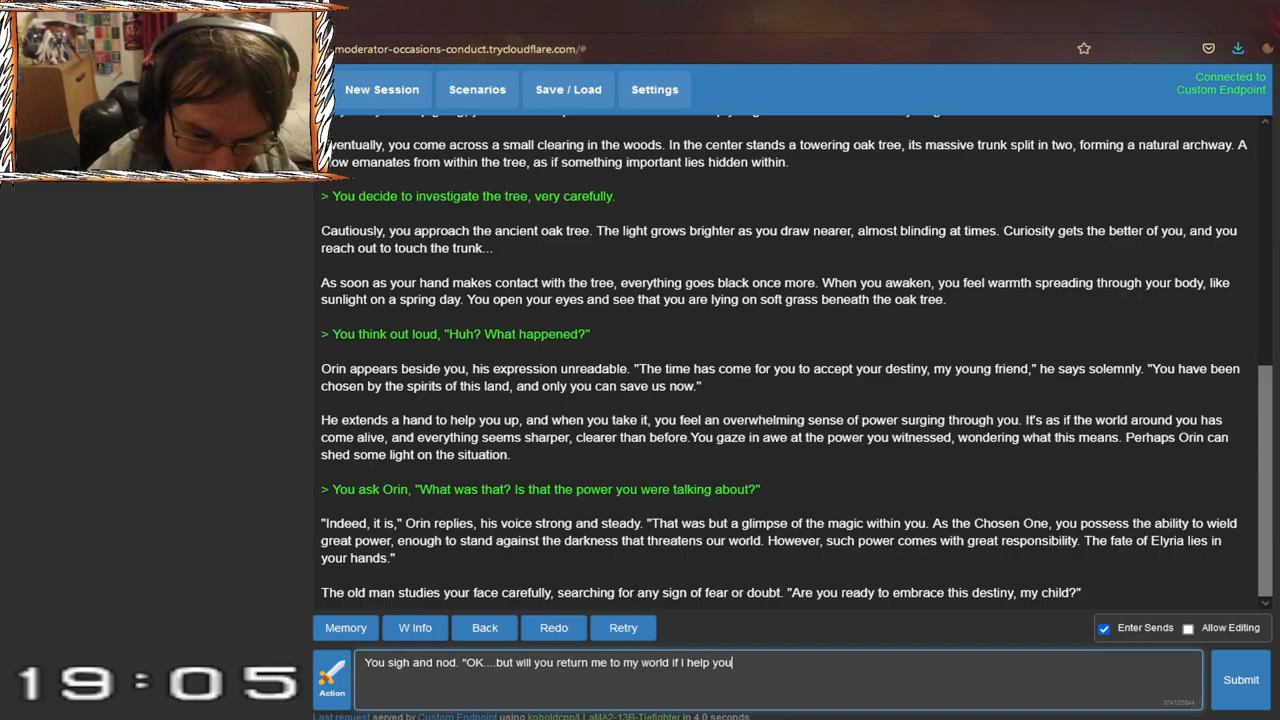 moderator-occasions-conduct.trycloudflare.com/#
New Session
Scenarios
Save / Load
Settings
Connected to
Custom Endpoint
ventually, you come across a small clearing in the woods. In the center stands a towering oak tree, its massive trunk split in two, forming a natural archway. A
ow emanates from within the tree, as if something important lies hidden within.
> You decide to investigate the tree, very carefully.
Cautiously, you approach the ancient oak tree. The light grows brighter as you draw nearer, almost blinding at times. Curiosity gets the better of you, and you
reach out to touch the trunk...
As soon as your hand makes contact with the tree, everything goes black once more. When you awaken, you feel warmth spreading through your body, like
sunlight on a spring day. You open your eyes and see that you are lying on soft grass beneath the oak tree.
> You think out loud, "Huh? What happened?"
Orin appears beside you, his expression unreadable. "The time has come for you to accept your destiny, my young friend," he says solemnly. "You have been
chosen by the spirits of this land, and only you can save us now."
He extends a hand to help you up, and when you take it, you feel an overwhelming sense of power surging through you. It's as if the world around you has
come alive, and everything seems sharper, clearer than before.You gaze in awe at the power you witnessed, wondering what this means. Perhaps Orin can
shed some light on the situation.
> You ask Orin, "What was that? Is that the power you were talking about?"
"Indeed, it is," Orin replies, his voice strong and steady. "That was but a glimpse of the magic within you. As the Chosen One, you possess the ability to wield
great power, enough to stand against the darkness that threatens our world. However, such power comes with great responsibility. The fate of Elyria lies in
your hands."
The old man studies your face carefully, searching for any sign of fear or doubt. "Are you ready to embrace this destiny, my child?"
Memory
W Info
Back
Redo
Retry
Enter Sends
Allow Editing
Action
You sigh and nod. "OK....but will you return me to my world if I help you
Submit
19:05
Last request served by Custom Endpoint using koboldcpp/LLaMA2-13B-Tiefighter in 4.0 seconds